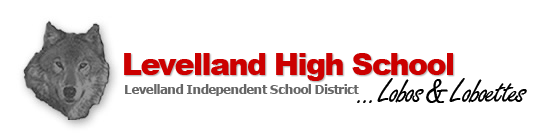 Levelland High School
Levelland Independent School District
... Lobos & Loboettes